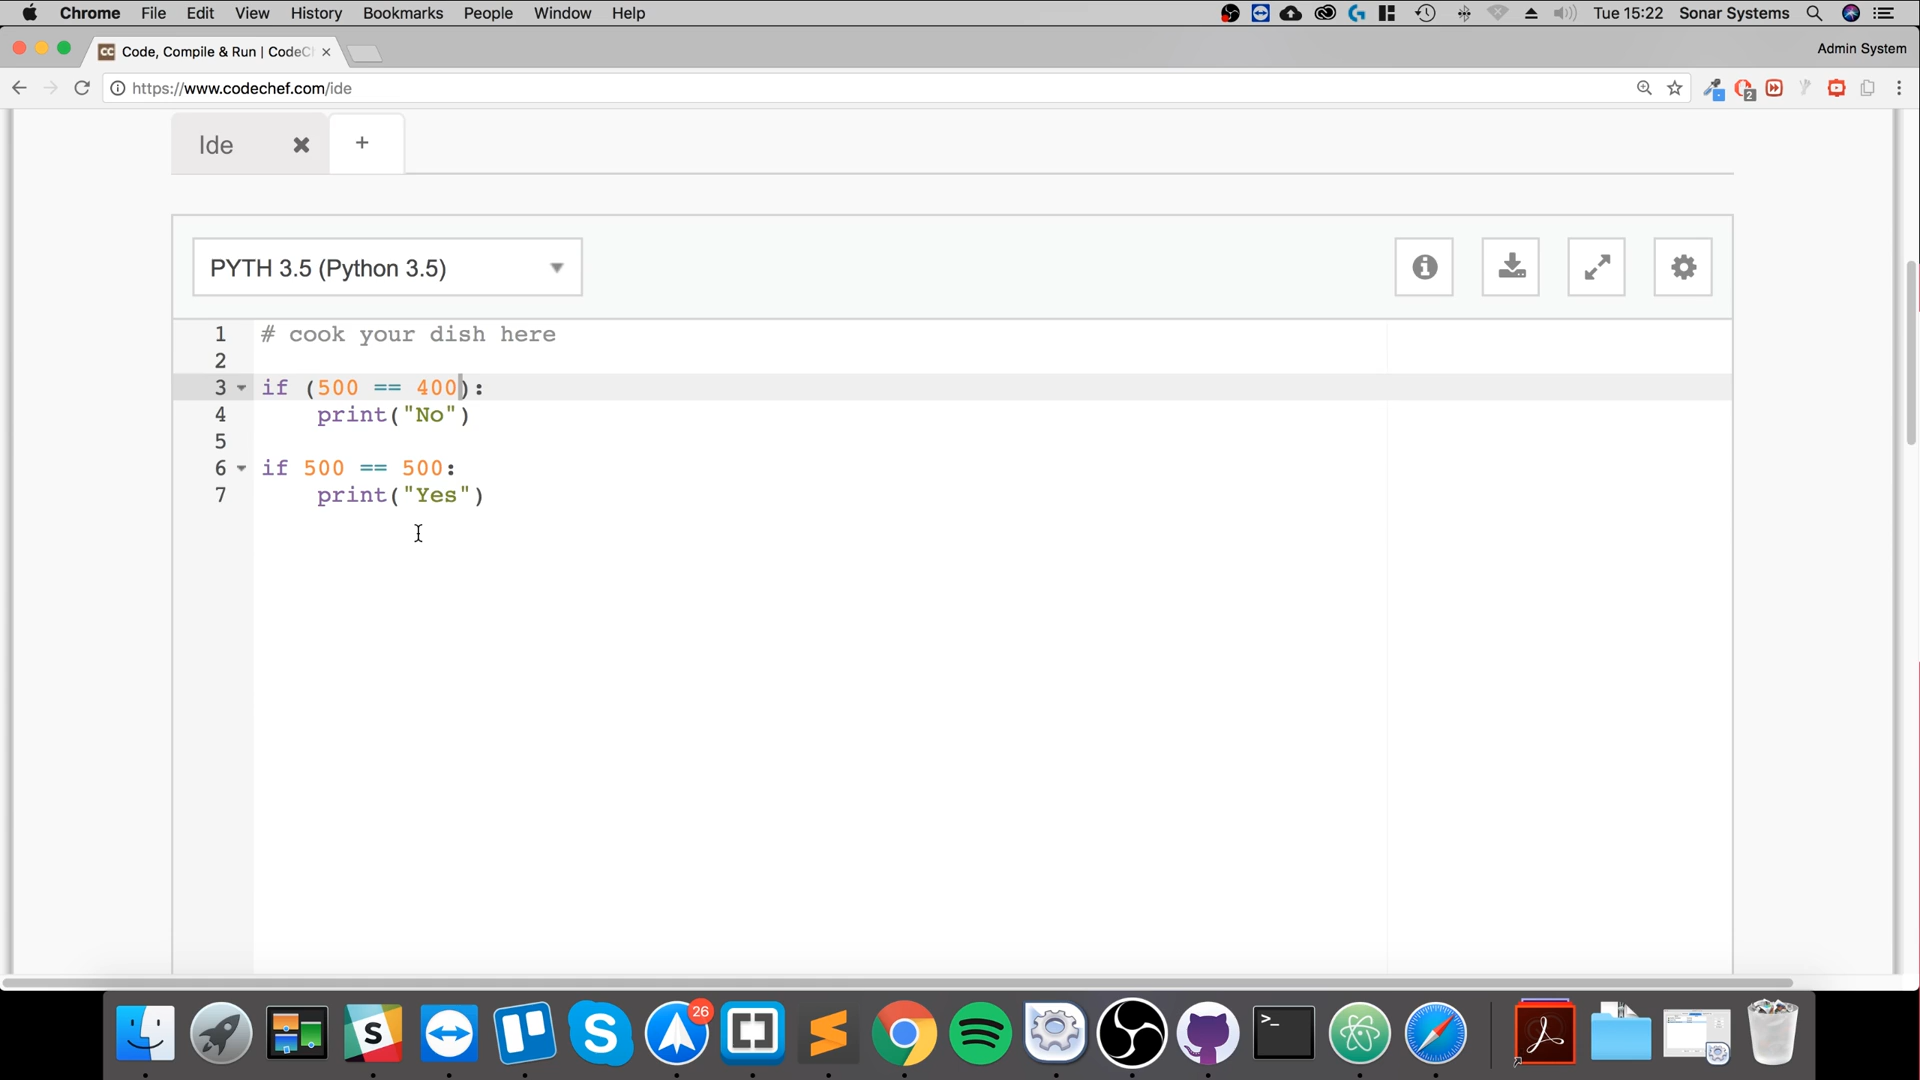 Chrome File Edit View History Bookmarks People Window Help Tue 15:22 Sonar Systems
Code, Compile & Run | CodeCh Admin System
https://www.codechef.com/ide 2
Ide +
PYTH 3.5 (Python 3.5)
1 # cook your dish here
2
3 if (500 == 400):
4 print("No")
5
6 if 500 == 500:
7 print("Yes")
26